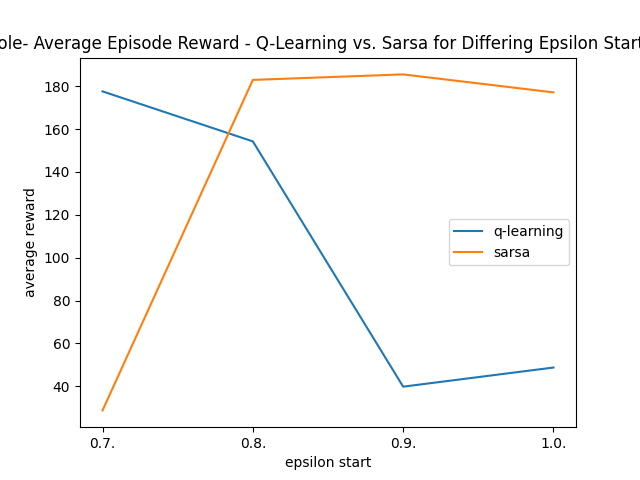 ole- Average Episode Reward - Q-Learning vs. Sarsa for Differing Epsilon Start
180
160
140
120
100
80
60
40
average reward
q-learning
sarsa
0.7. 0.8. 0.9. 1.0.
epsilon start